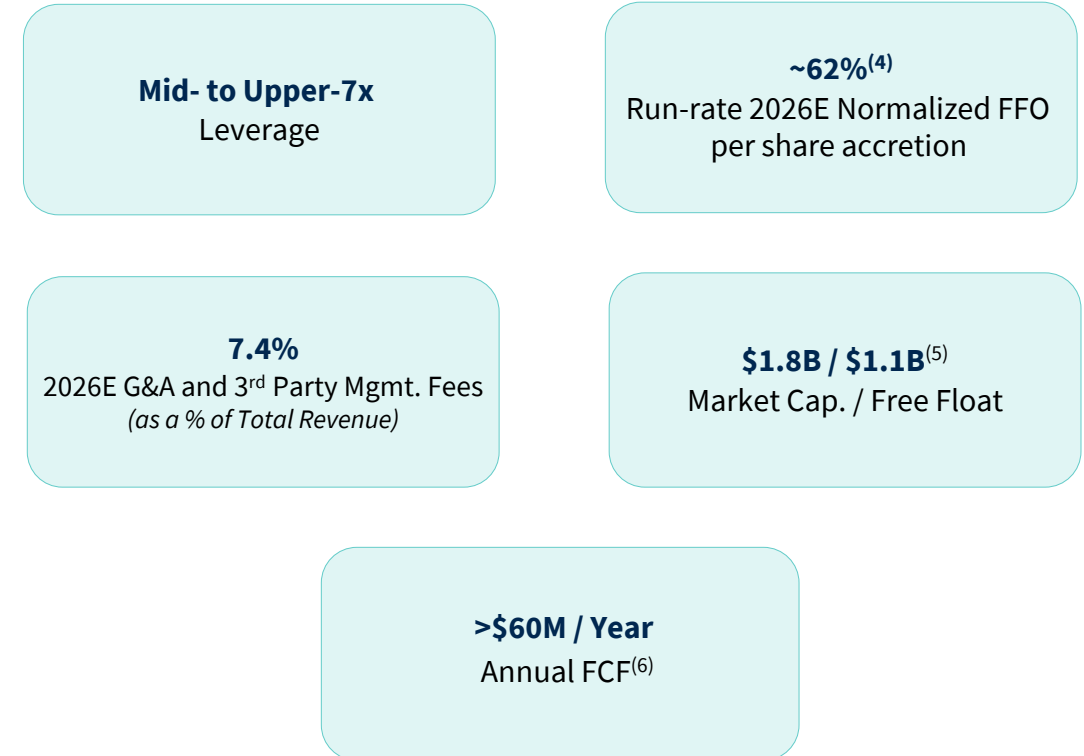 Mid- to Upper-7x
Leverage
~62%(4)
Run-rate 2026E Normalized FFO
per share accretion
7.4%
2026E G&A and 3rd Party Mgmt. Fees
(as a % of Total Revenue)
$1.8B / $1.1B(5)
Market Cap. / Free Float
>$60M / Year
Annual FCF(6)